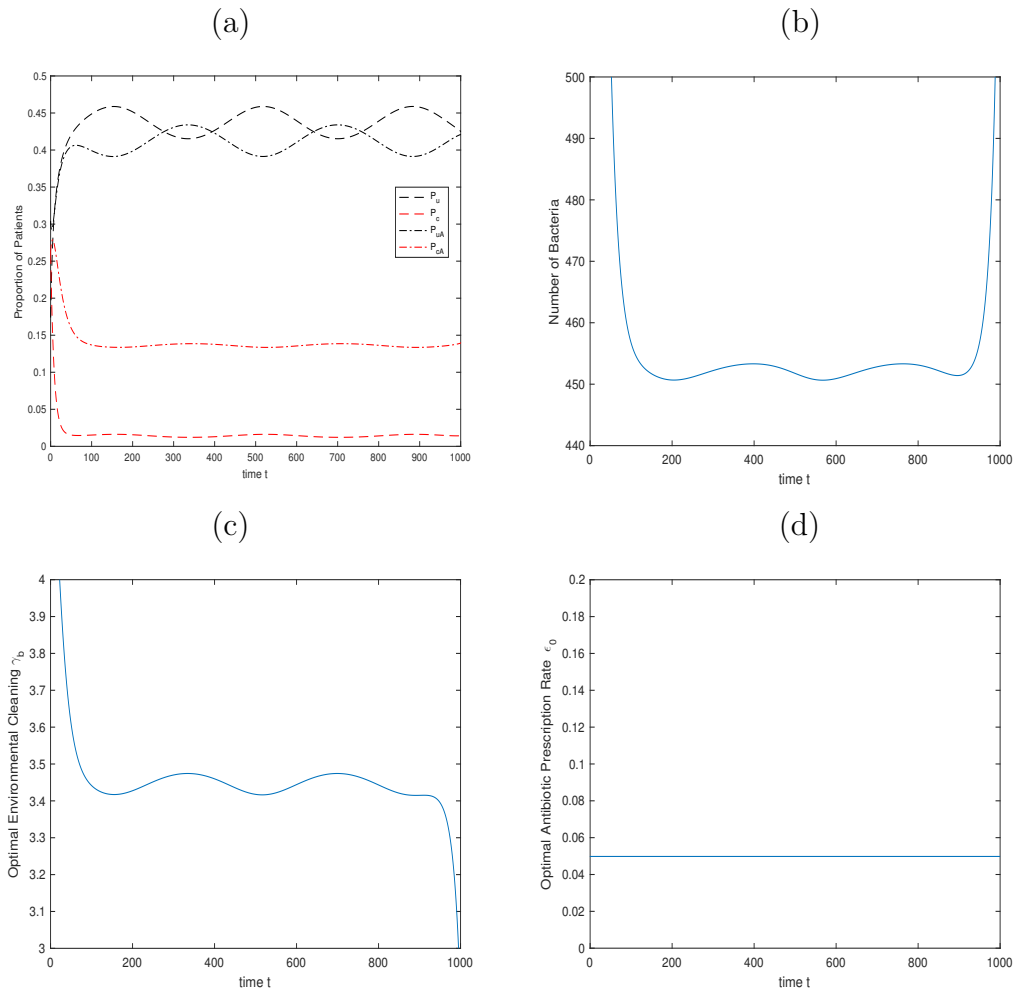 (a)
0.5
0.45
0.4
0.35
0.3
0.25
0.2
0.15
0.1
0.05
0
Proportion of Patients
P_u
P_c
P_uA
P_cA
0 100 200 300 400 500 600 700 800 900 1000
time t
(b)
500
490
480
470
460
450
440
Number of Bacteria
0 200 400 600 800 1000
time t
(c)
4
3.9
3.8
3.7
3.6
3.5
3.4
3.3
3.2
3.1
3
Optimal Environmental Cleaning γ_b
0 200 400 600 800 1000
time t
(d)
0.2
0.18
0.16
0.14
0.12
0.1
0.08
0.06
0.04
0.02
0
Optimal Antibiotic Prescription Rate ϵ_0
0 200 400 600 800 1000
time t